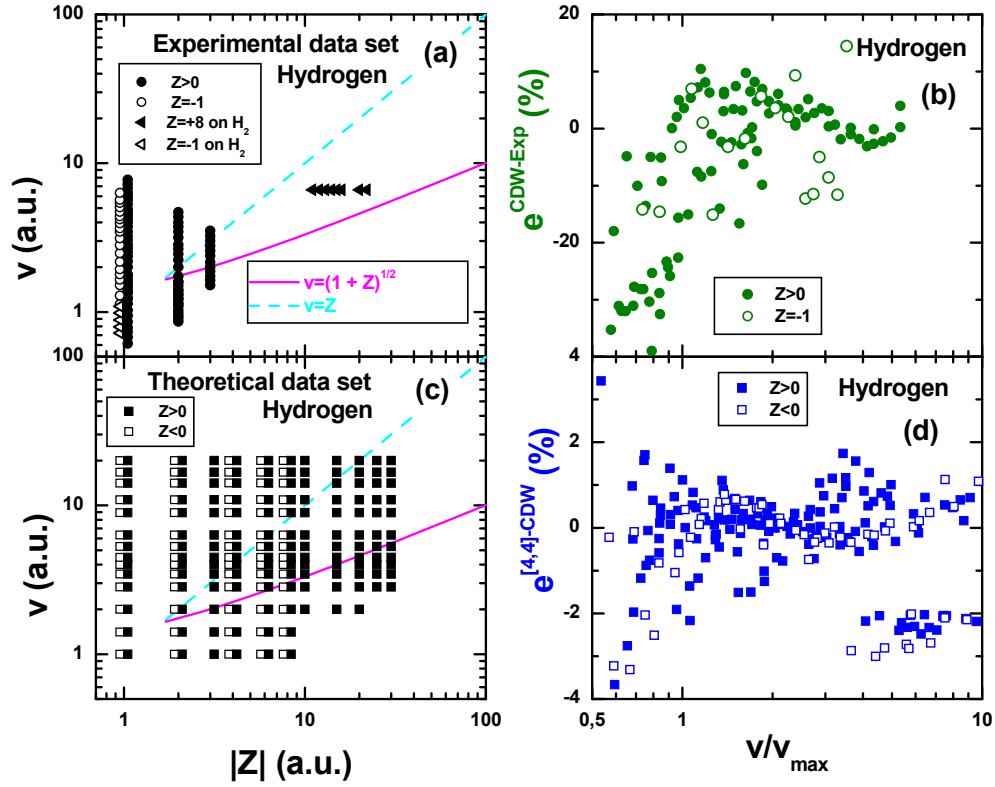 100
10
1
v (a.u.)
Experimental data set
(a)
Hydrogen
Z>0
Z=-1
Z=+8 on H2
Z=-1 on H2
v=(1 + Z)^1/2
v=Z
20
0
-20
e^CDW-Exp (%)
Hydrogen
(b)
Z>0
Z=-1
100
10
1
v (a.u.)
Theoretical data set
(c)
Hydrogen
Z>0
Z<0
1
10
100
|Z| (a.u.)
4
2
0
-2
-4
e^[4,4]-CDW (%)
Z>0
Z<0
Hydrogen
(d)
0,5
1
10
v/vmax